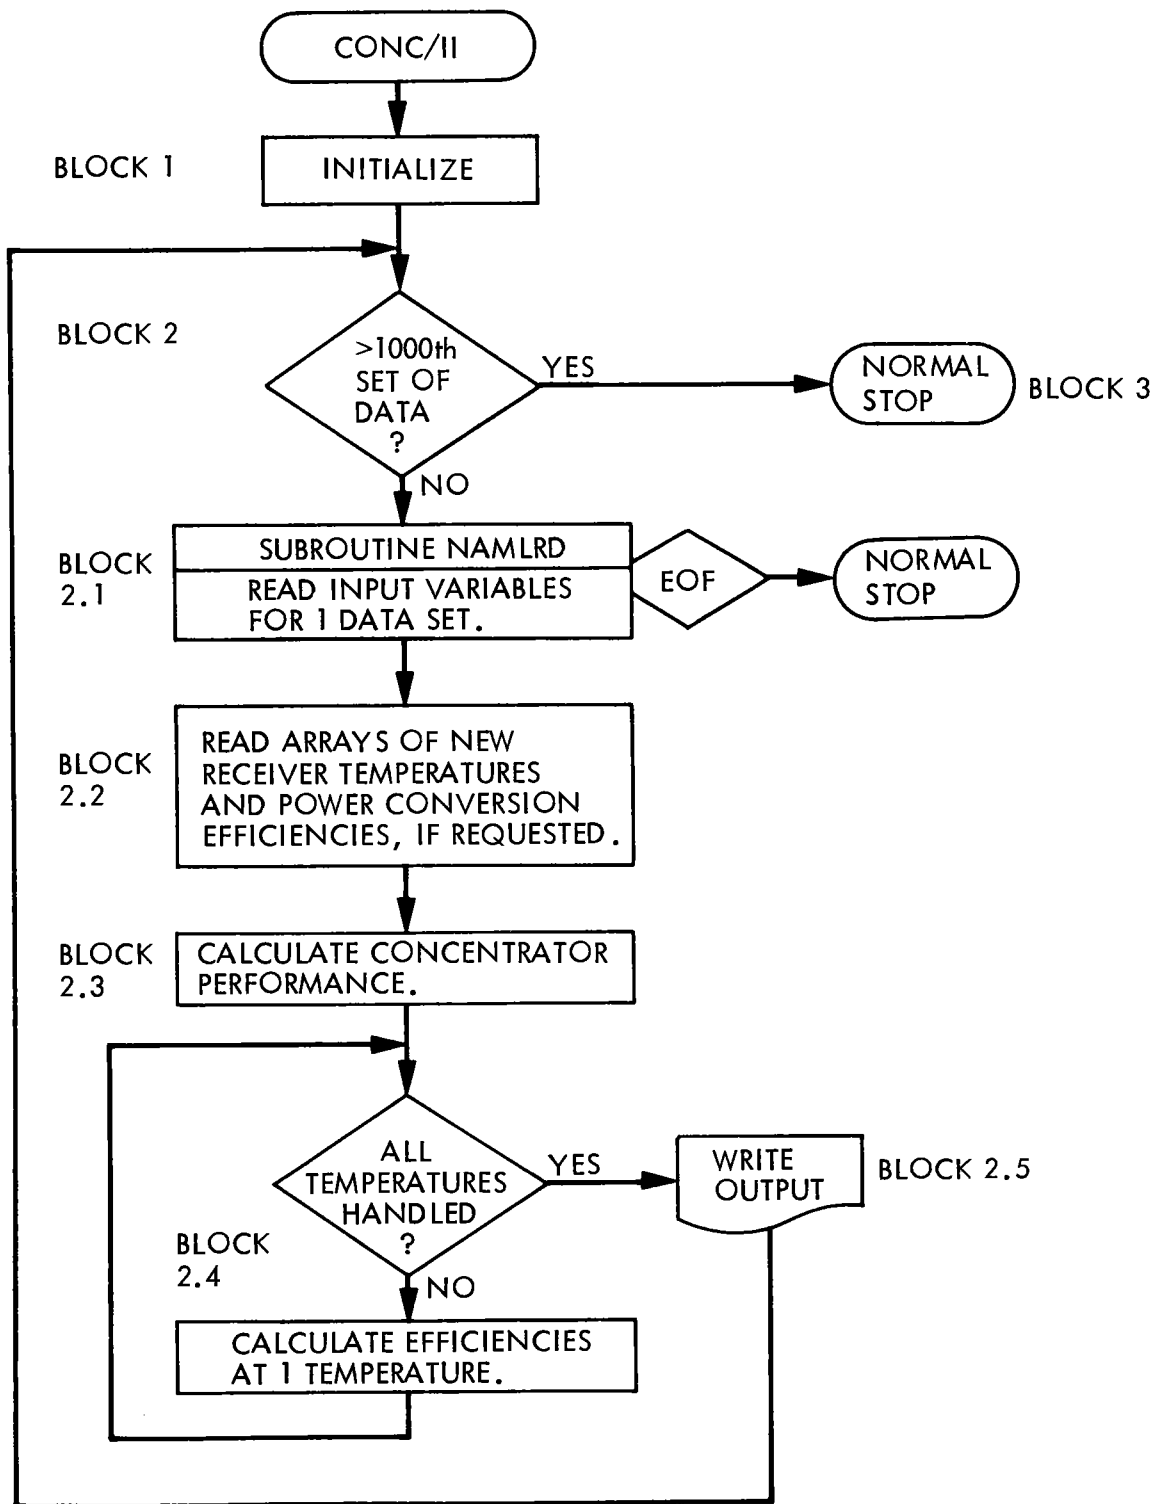 CONC/II
BLOCK 1
INITIALIZE
BLOCK 2
>1000th
SET OF
DATA
?
YES
NORMAL
STOP
BLOCK 3
NO
BLOCK
2.1
SUBROUTINE NAMLRD
READ INPUT VARIABLES
FOR 1 DATA SET.
EOF
NORMAL
STOP
BLOCK
2.2
READ ARRAYS OF NEW
RECEIVER TEMPERATURES
AND POWER CONVERSION
EFFICIENCIES, IF REQUESTED.
BLOCK
2.3
CALCULATE CONCENTRATOR
PERFORMANCE.
ALL
TEMPERATURES
HANDLED
?
YES
WRITE
OUTPUT
BLOCK 2.5
BLOCK
2.4
NO
CALCULATE EFFICIENCIES
AT 1 TEMPERATURE.